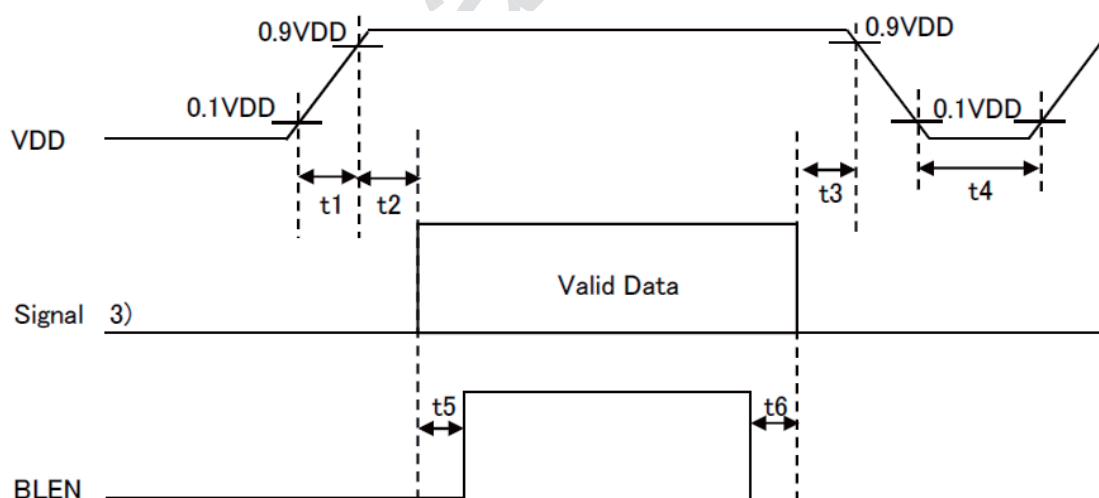 0.9VDD
0.9VDD
0.1VDD
0.1VDD
VDD
t1
t2
t3
t4
Valid Data
Signal 3)
t5
t6
BLEN